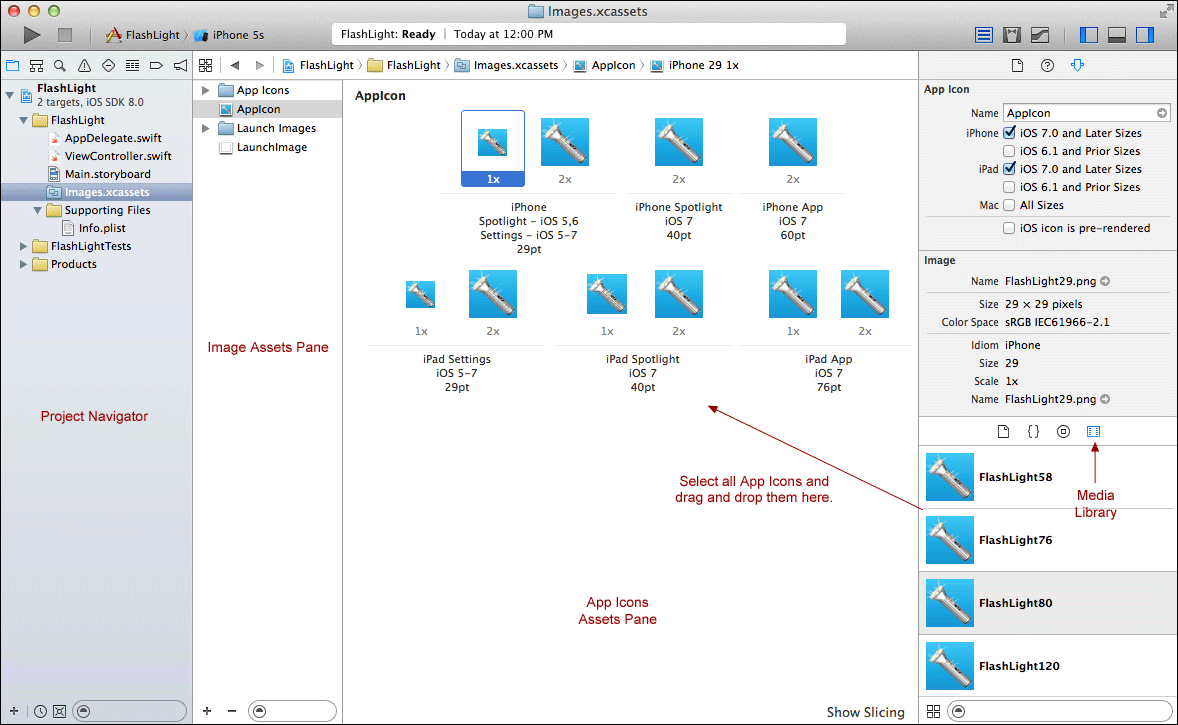 Images.xcassets
FlashLight
iPhone 5s
FlashLight: Ready | Today at 12:00 PM
FlashLight
2 targets, iOS SDK 8.0
FlashLight
AppDelegate.swift
ViewController.swift
Main.storyboard
Images.xcassets
Supporting Files
Info.plist
FlashLightTests
Products
Project Navigator
FlashLight
FlashLight
Images.xcassets
AppIcon
iPhone 29 1x
App Icons
AppIcon
Launch Images
LaunchImage
Image Assets Pane
AppIcon
1x
2x
2x
2x
iPhone
Spotlight – iOS 5,6
Settings – iOS 5–7
29pt
iPhone Spotlight
iOS 7
40pt
iPhone App
iOS 7
60pt
1x
2x
1x
2x
1x
2x
iPad Settings
iOS 5–7
29pt
iPad Spotlight
iOS 7
40pt
iPad App
iOS 7
76pt
Select all App Icons and
drag and drop them here.
App Icons
Assets Pane
Show Slicing
App Icon
Name AppIcon
iPhone iOS 7.0 and Later Sizes
iOS 6.1 and Prior Sizes
iPad iOS 7.0 and Later Sizes
iOS 6.1 and Prior Sizes
Mac All Sizes
iOS icon is pre-rendered
Image
Name FlashLight29.png
Size 29 × 29 pixels
Color Space sRGB IEC61966-2.1
Idiom iPhone
Size 29
Scale 1x
Name FlashLight29.png
{}
FlashLight58
Media
Library
FlashLight76
FlashLight80
FlashLight120